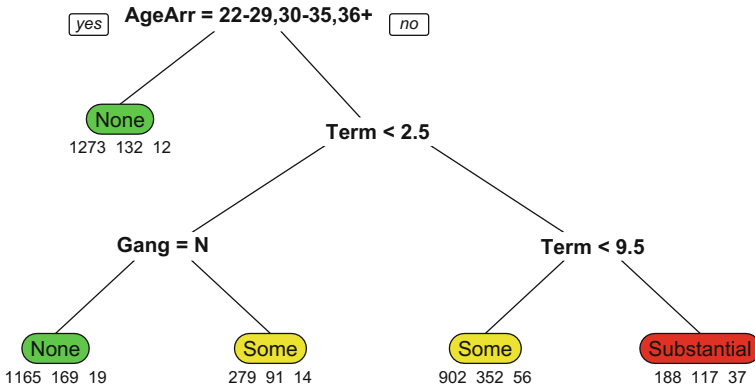 yes AgeArr = 22-29,30-35,36+ no
None
1273 132 12
Term < 2.5
Gang = N Term < 9.5
None Some Some Substantial
1165 169 19 279 91 14 902 352 56 188 117 37